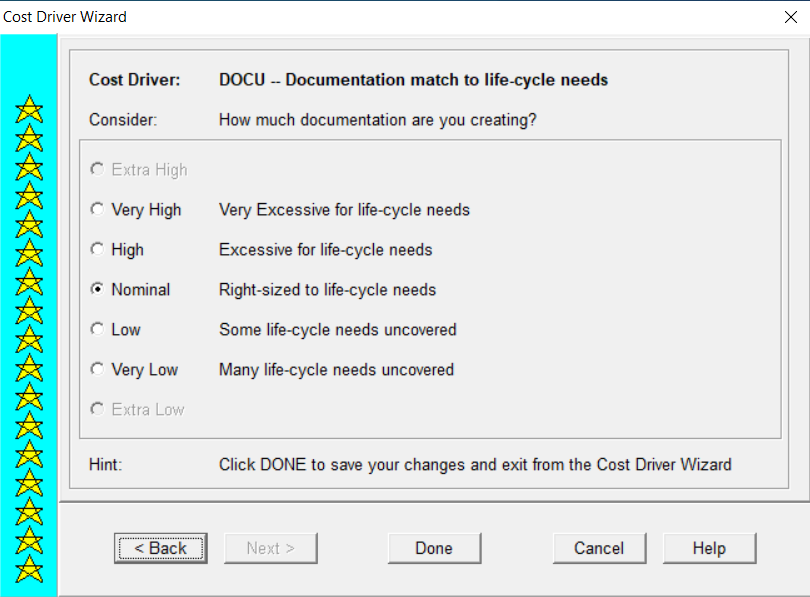 Cost Driver Wizard
Cost Driver: DOCU -- Documentation match to life-cycle needs
Consider: How much documentation are you creating?
Extra High
Very High Very Excessive for life-cycle needs
High Excessive for life-cycle needs
Nominal Right-sized to life-cycle needs
Low Some life-cycle needs uncovered
Very Low Many life-cycle needs uncovered
Extra Low
Hint: Click DONE to save your changes and exit from the Cost Driver Wizard
< Back Next > Done Cancel Help